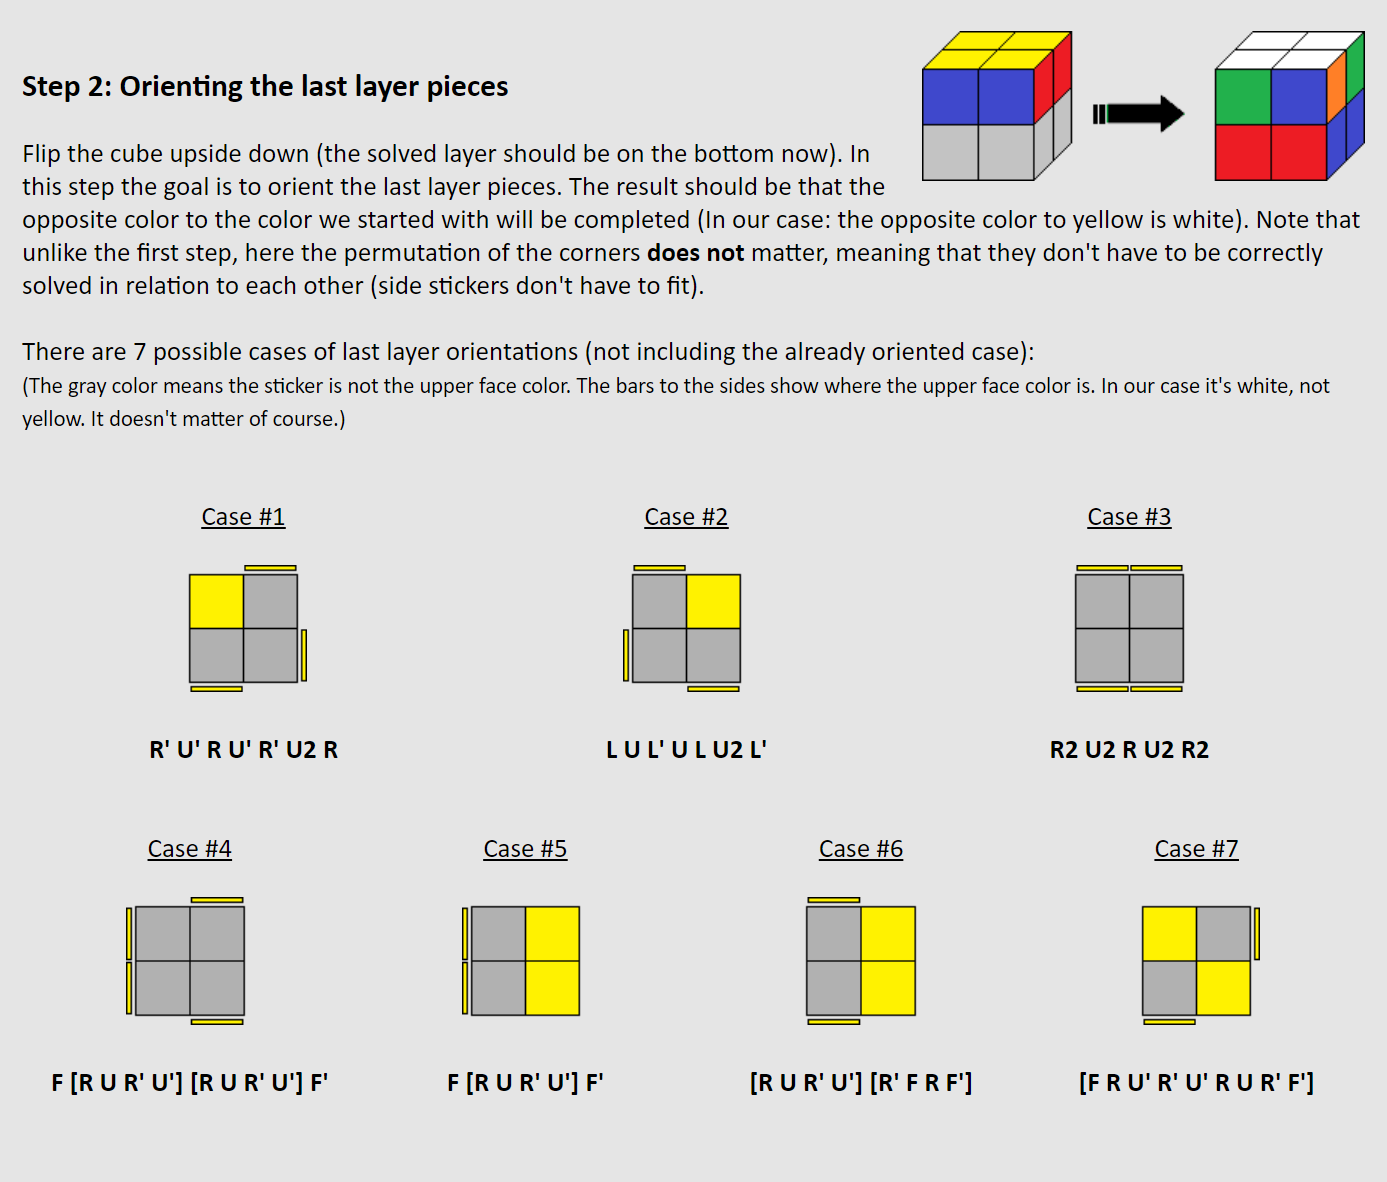 Step 2: Orienting the last layer pieces
Flip the cube upside down (the solved layer should be on the bottom now). In
this step the goal is to orient the last layer pieces. The result should be that the
opposite color to the color we started with will be completed (In our case: the opposite color to yellow is white). Note that
unlike the first step, here the permutation of the corners does not matter, meaning that they don't have to be correctly
solved in relation to each other (side stickers don't have to fit).
There are 7 possible cases of last layer orientations (not including the already oriented case):
(The gray color means the sticker is not the upper face color. The bars to the sides show where the upper face color is. In our case it's white, not
yellow. It doesn't matter of course.)
Case #1
Case #2
Case #3
R' U' R U' R' U2 R
L U L' U L U2 L'
R2 U2 R U2 R2
Case #4
Case #5
Case #6
Case #7
F [R U R' U'] [R U R' U'] F'
F [R U R' U'] F'
[R U R' U'] [R' F R F']
[F R U' R' U' R U R' F']